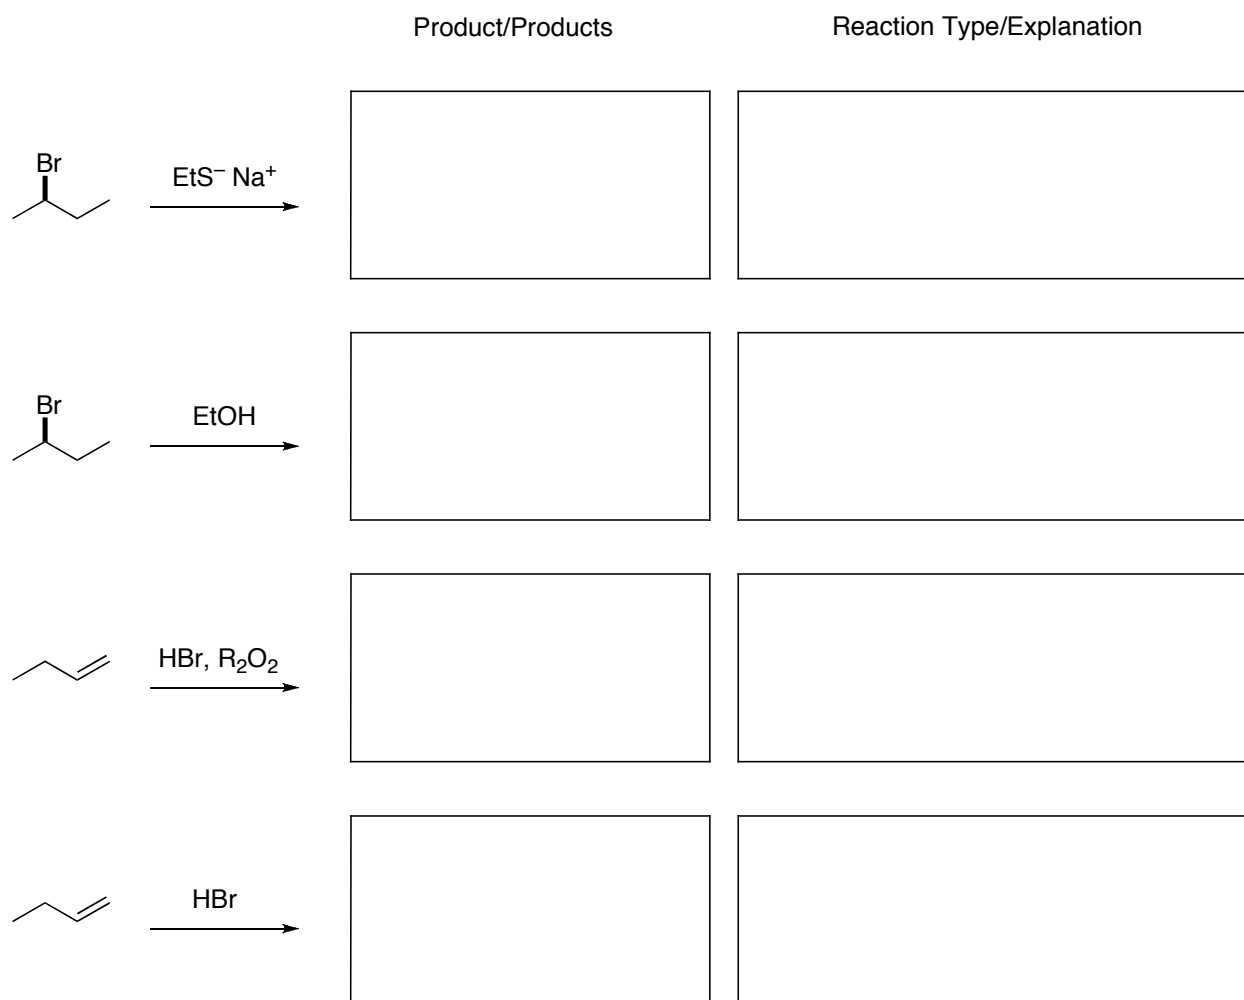 Product/Products
Reaction Type/Explanation
Br
EtS⁻ Na⁺
Br
EtOH
HBr, R₂O₂
HBr